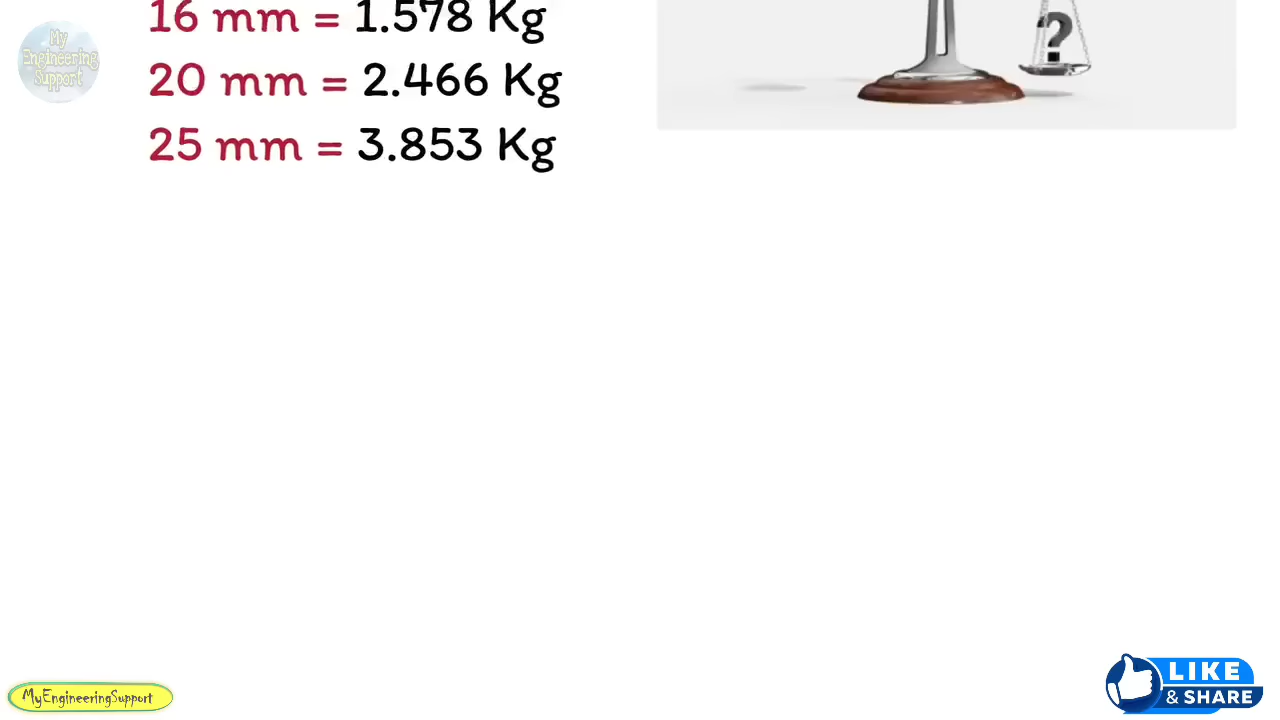 16 mm = 1.578 Kg
20 mm = 2.466 Kg
25 mm = 3.853 Kg
?
My
Engineering
Support
MyEngineeringSupport
LIKE
& SHARE